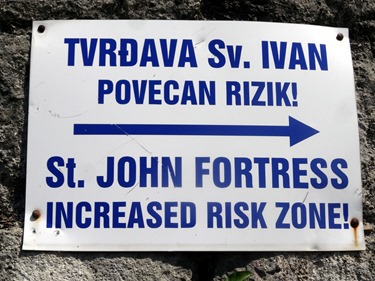 TVRĐAVA Sv. IVAN
POVECAN RIZIK!
St. JOHN FORTRESS
INCREASED RISK ZONE!